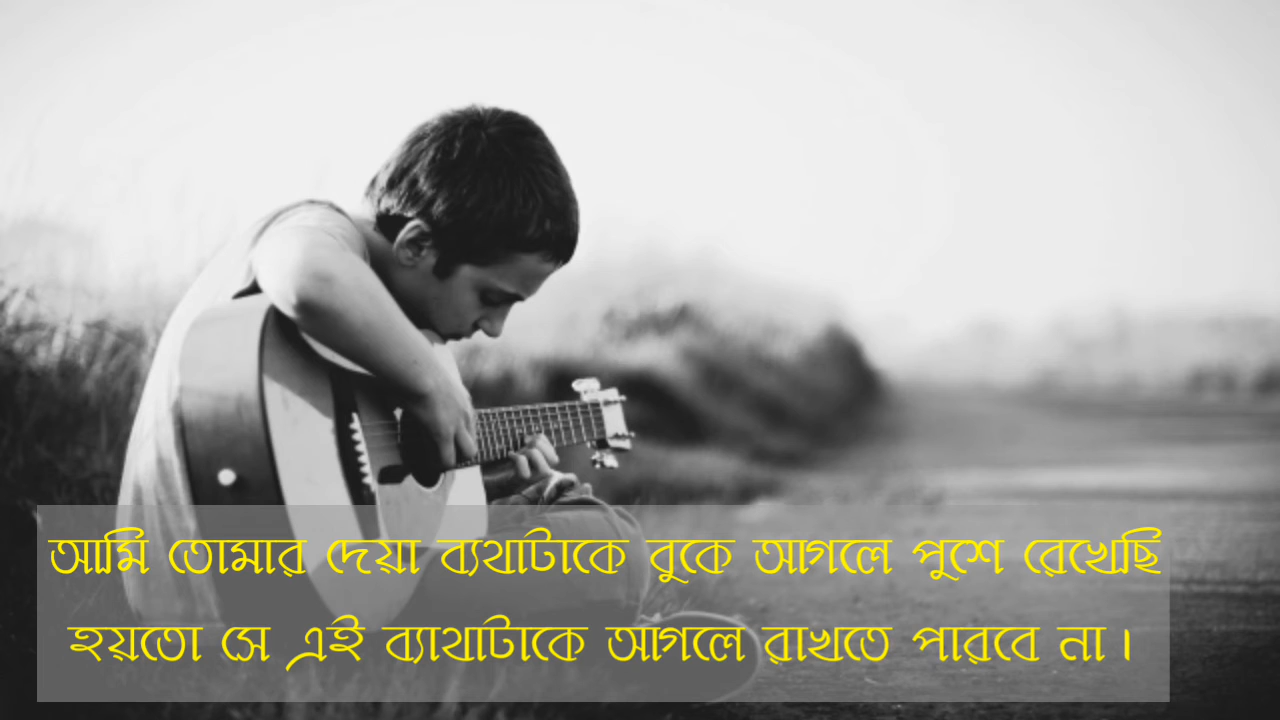 আমি তোমার দেয়া ব্যথাটাকে বুকে আগলে পুশে রেখেছি
হয়তো সে এই ব্যাথাটাকে আগলে রাখতে পারবে না।